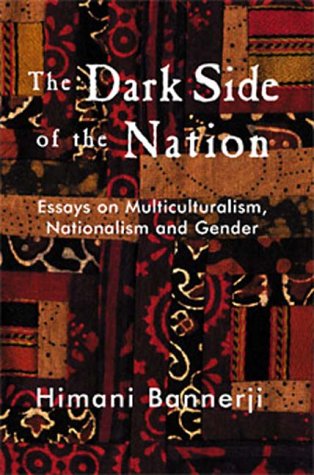 The Dark Side
of the Nation
Essays on Multiculturalism,
Nationalism and Gender
Himani Bannerji